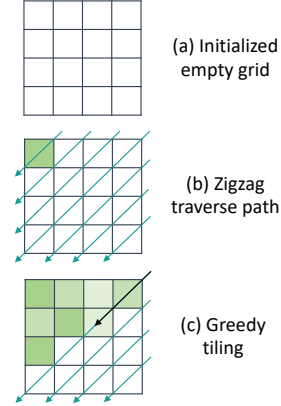 (a) Initialized
empty grid
(b) Zigzag
traverse path
(c) Greedy
tiling